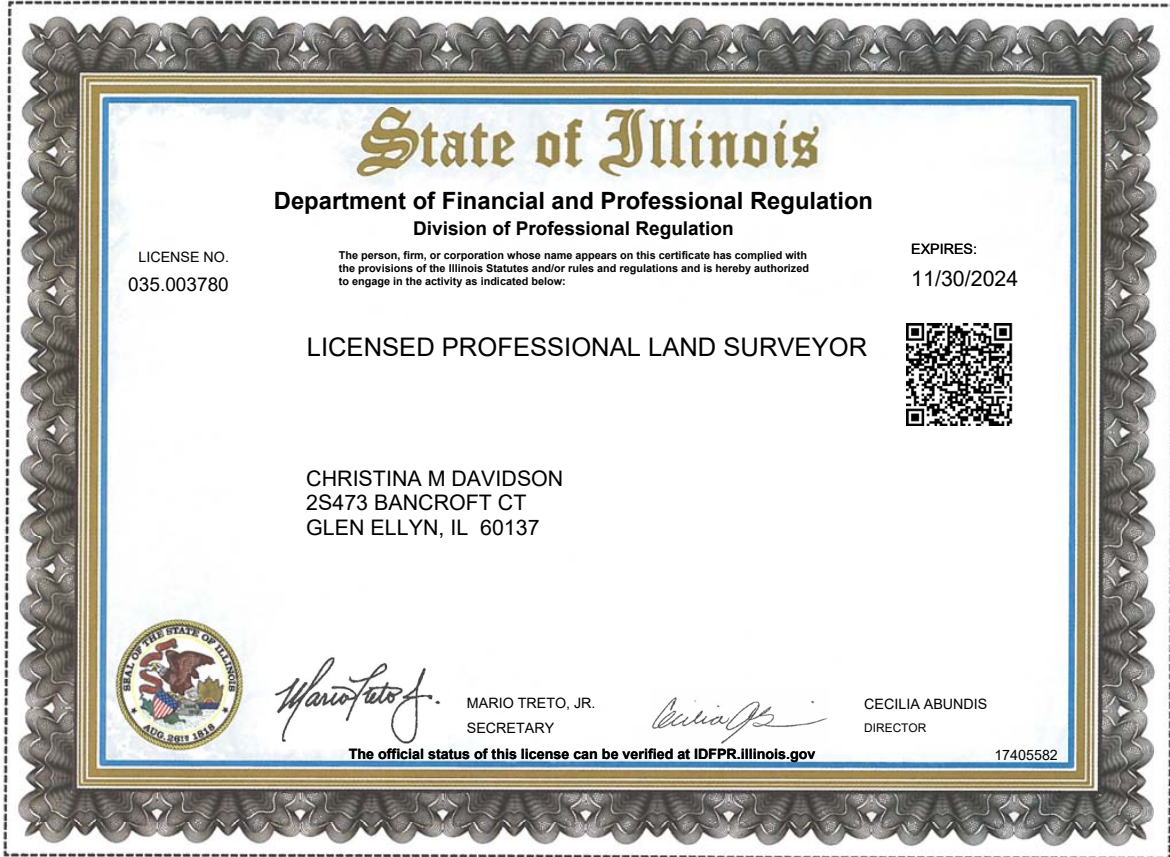 State of Illinois
Department of Financial and Professional Regulation
Division of Professional Regulation
LICENSE NO.
035.003780
The person, firm, or corporation whose name appears on this certificate has complied with
the provisions of the Illinois Statutes and/or rules and regulations and is hereby authorized
to engage in the activity as indicated below:
EXPIRES:
11/30/2024
LICENSED PROFESSIONAL LAND SURVEYOR
CHRISTINA M DAVIDSON
2S473 BANCROFT CT
GLEN ELLYN, IL  60137
SEAL OF THE STATE OF ILLINOIS
AUG. 26TH 1818
Mario Treto Jr.
MARIO TRETO, JR.
SECRETARY
CECILIA ABUNDIS
DIRECTOR
The official status of this license can be verified at IDFPR.illinois.gov
17405582